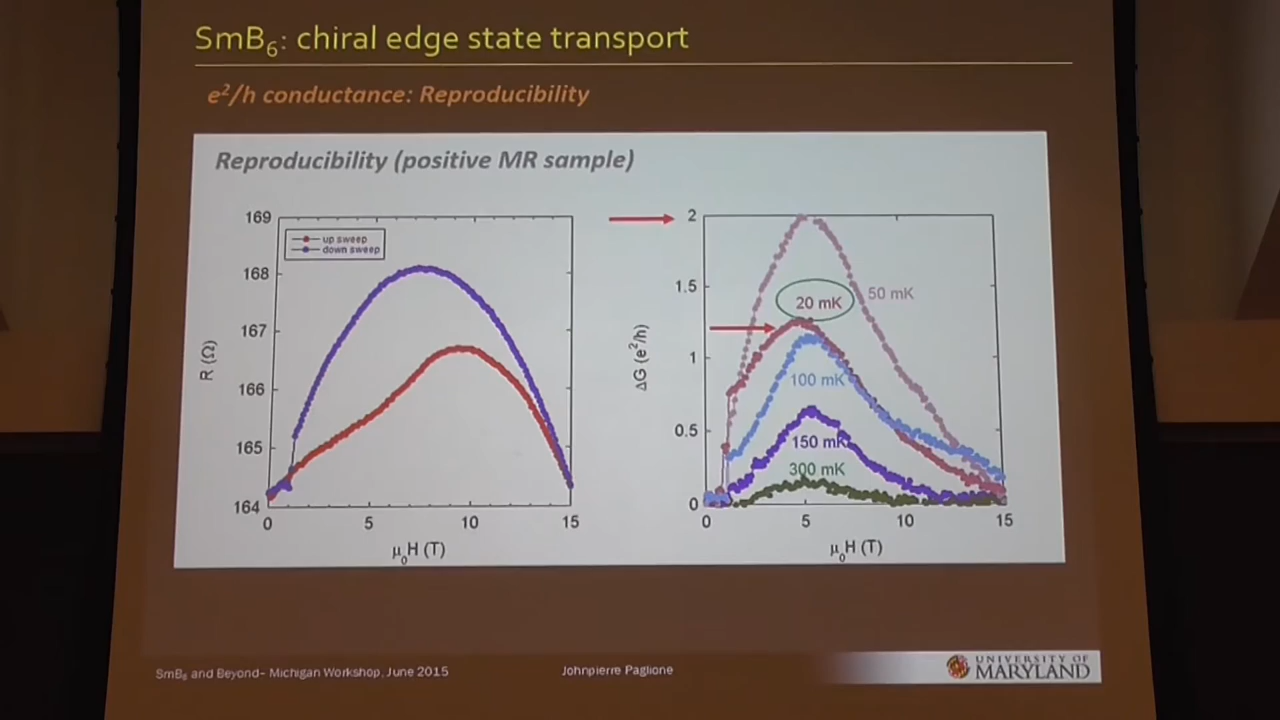 SmB₆: chiral edge state transport
e²/h conductance: Reproducibility
Reproducibility (positive MR sample)
169
168
167
166
165
164
R (Ω)
up sweep
down sweep
0
5
10
15
μ₀H (T)
2
1.5
1
0.5
0
ΔG (e²/h)
50 mK
20 mK
100 mK
150 mK
300 mK
0
5
10
15
μ₀H (T)
SmB₆ and Beyond– Michigan Workshop, June 2015
Johnpierre Paglione
UNIVERSITY OF
MARYLAND